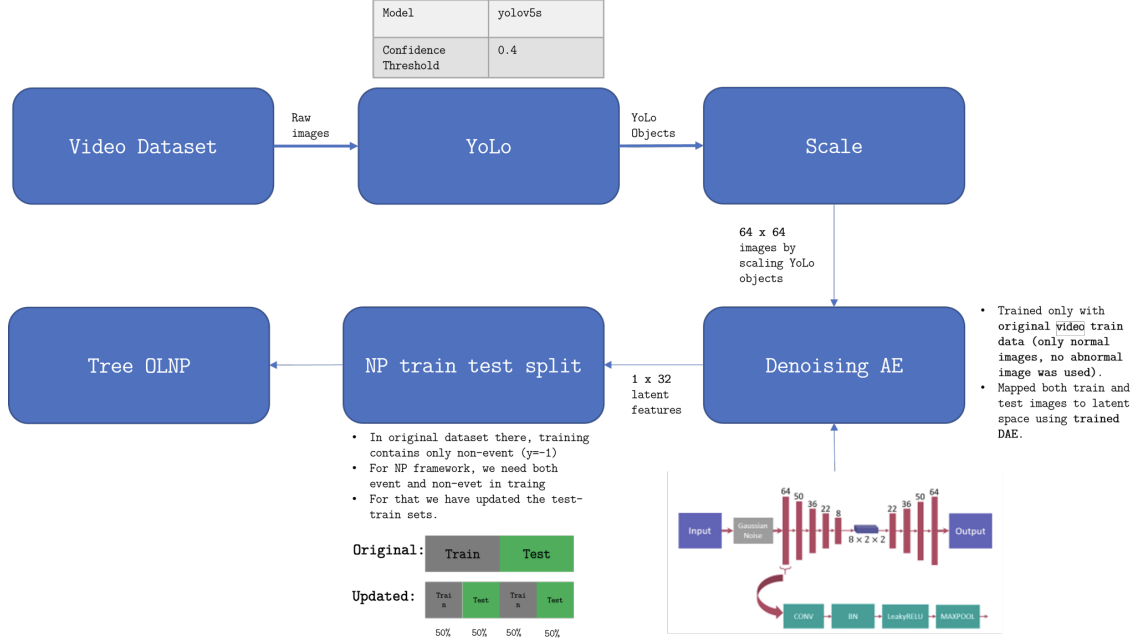 Model yolov5s
Confidence 0.4
Threshold
Video Dataset
Raw
images
YoLo
YoLo
Objects
Scale
64 x 64
images by
scaling YoLo
objects
Tree OLNP
NP train test split
1 x 32
latent
features
Denoising AE
• Trained only with
original video train
data (only normal
images, no abnormal
image was used).
• Mapped both train and
test images to latent
space using trained
DAE.
• In original dataset there, training
contains only non-event (y=-1)
• For NP framework, we need both
event and non-evet in traing
• For that we have updated the test-
train sets.
Original: Train Test
Updated: Trai
n Test Trai
n Test
50% 50% 50% 50%
Input
Gaussian
Noise
64 50 36 22 8
8 × 2 × 2
22 36 50 64
Output
CONV BN LeakyRELU MAXPOOL